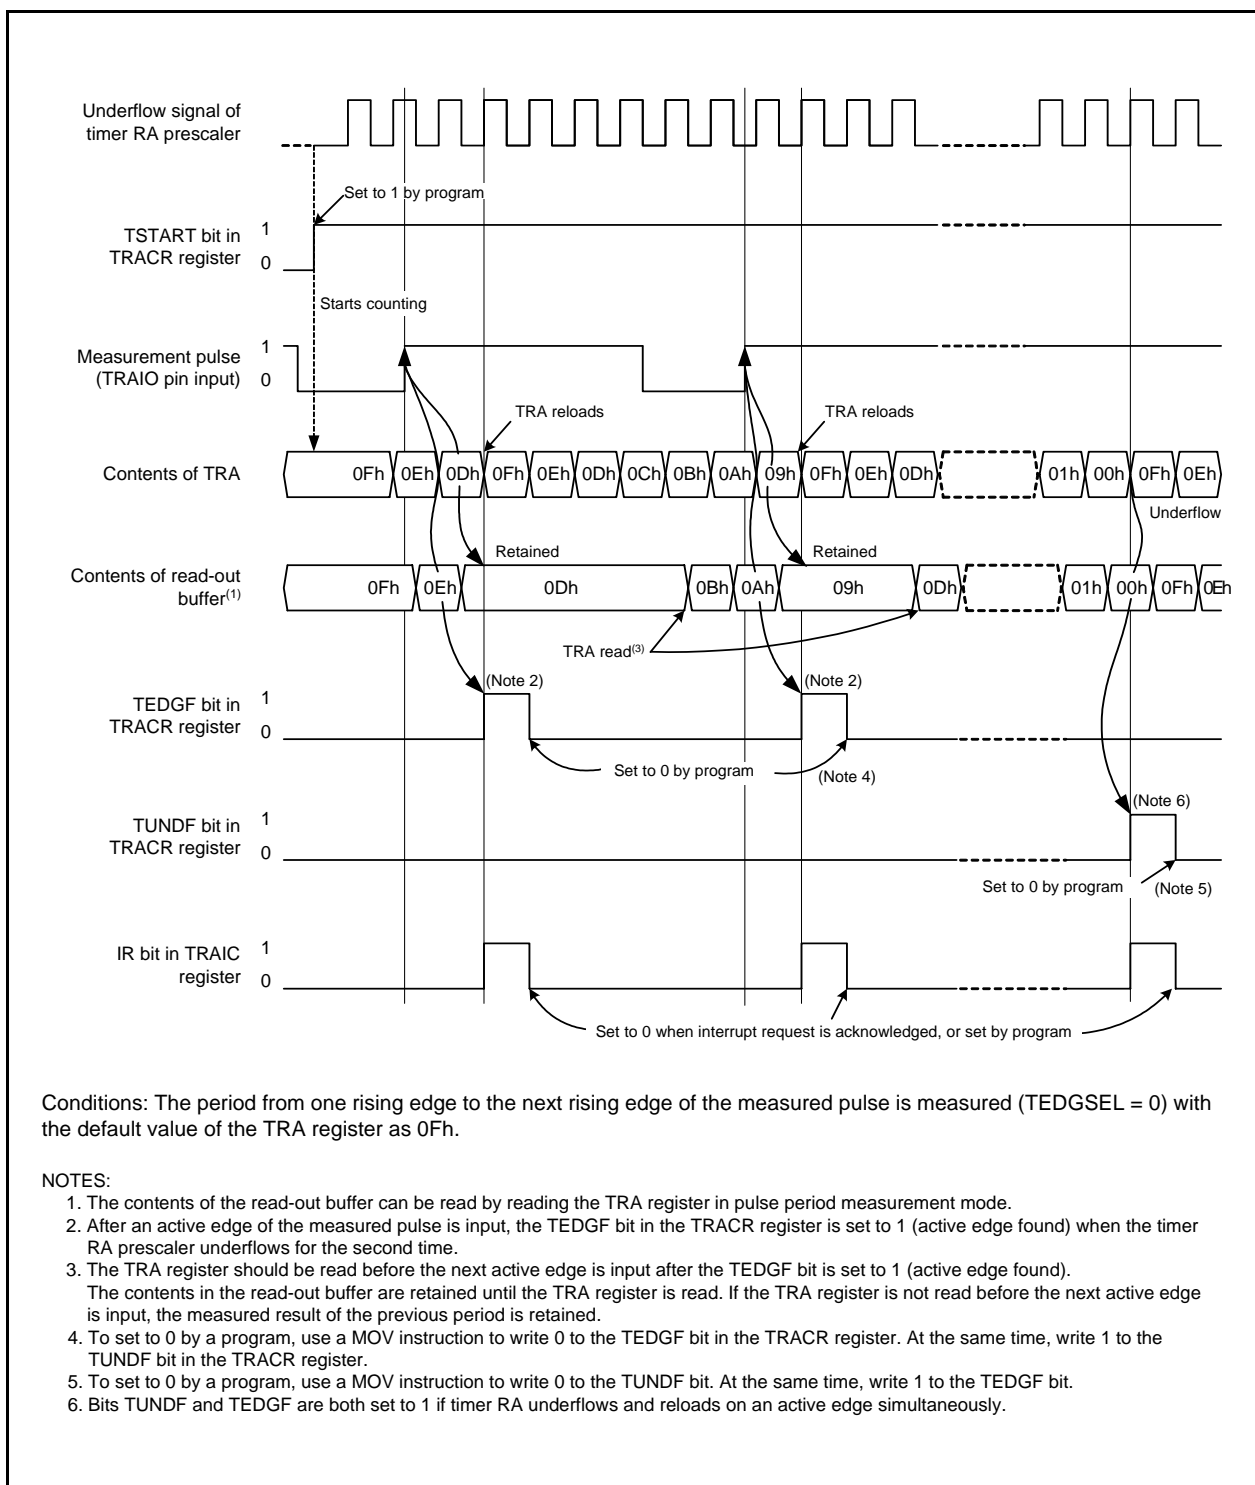 Underflow signal of
timer RA prescaler
Set to 1 by program
TSTART bit in
TRACR register
1
0
Starts counting
Measurement pulse
(TRAIO pin input)
1
0
TRA reloads
TRA reloads
Contents of TRA
0Fh 0Eh 0Dh 0Fh 0Eh 0Dh 0Ch 0Bh 0Ah 09h 0Fh 0Eh 0Dh 01h 00h 0Fh 0Eh
Underflow
Retained
Retained
Contents of read-out
buffer(1)
0Fh 0Eh 0Dh 0Bh 0Ah 09h 0Dh 01h 00h 0Fh 0Eh
TRA read(3)
TEDGF bit in
TRACR register
1
0
(Note 2)
(Note 2)
Set to 0 by program
(Note 4)
TUNDF bit in
TRACR register
1
0
(Note 6)
Set to 0 by program
(Note 5)
IR bit in TRAIC
register
1
0
Set to 0 when interrupt request is acknowledged, or set by program
Conditions: The period from one rising edge to the next rising edge of the measured pulse is measured (TEDGSEL = 0) with
the default value of the TRA register as 0Fh.
NOTES:
1. The contents of the read-out buffer can be read by reading the TRA register in pulse period measurement mode.
2. After an active edge of the measured pulse is input, the TEDGF bit in the TRACR register is set to 1 (active edge found) when the timer
RA prescaler underflows for the second time.
3. The TRA register should be read before the next active edge is input after the TEDGF bit is set to 1 (active edge found).
The contents in the read-out buffer are retained until the TRA register is read. If the TRA register is not read before the next active edge
is input, the measured result of the previous period is retained.
4. To set to 0 by a program, use a MOV instruction to write 0 to the TEDGF bit in the TRACR register. At the same time, write 1 to the
TUNDF bit in the TRACR register.
5. To set to 0 by a program, use a MOV instruction to write 0 to the TUNDF bit. At the same time, write 1 to the TEDGF bit.
6. Bits TUNDF and TEDGF are both set to 1 if timer RA underflows and reloads on an active edge simultaneously.